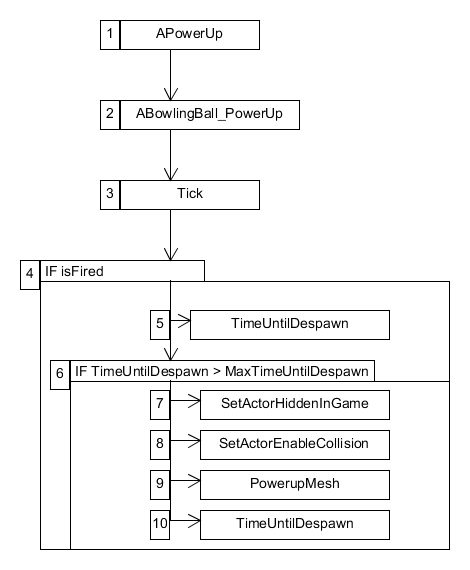 1 APowerUp
2 ABowlingBall_PowerUp
3 Tick
4 IF isFired
5 TimeUntilDespawn
6 IF TimeUntilDespawn > MaxTimeUntilDespawn
7 SetActorHiddenInGame
8 SetActorEnableCollision
9 PowerupMesh
10 TimeUntilDespawn